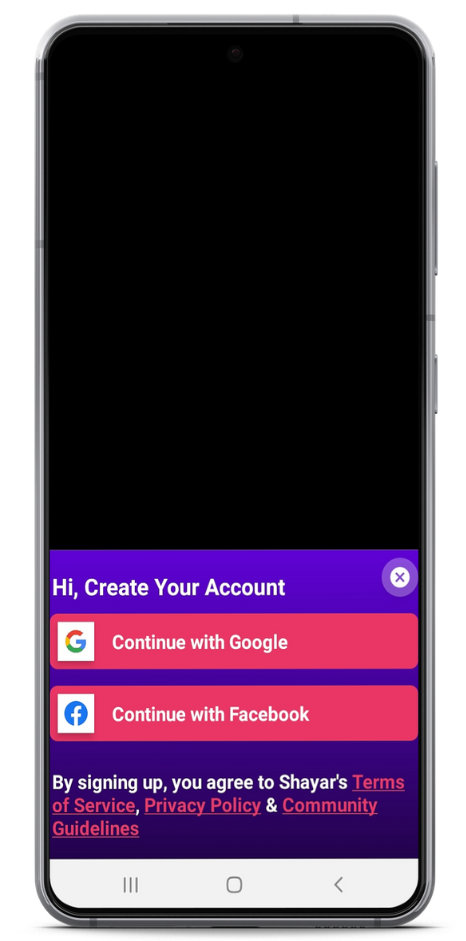 Hi, Create Your Account
Continue with Google
Continue with Facebook
By signing up, you agree to Shayar's Terms
of Service, Privacy Policy & Community
Guidelines